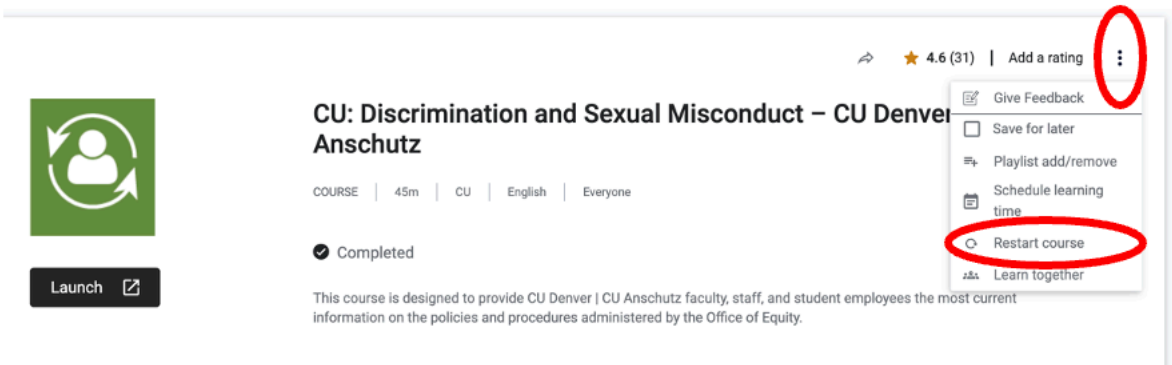 4.6 (31) | Add a rating
Give Feedback
Save for later
Playlist add/remove
Schedule learning
time
Restart course
Learn together
CU: Discrimination and Sexual Misconduct – CU Denver
Anschutz
COURSE | 45m | CU | English | Everyone
Completed
Launch
This course is designed to provide CU Denver | CU Anschutz faculty, staff, and student employees the most current
information on the policies and procedures administered by the Office of Equity.